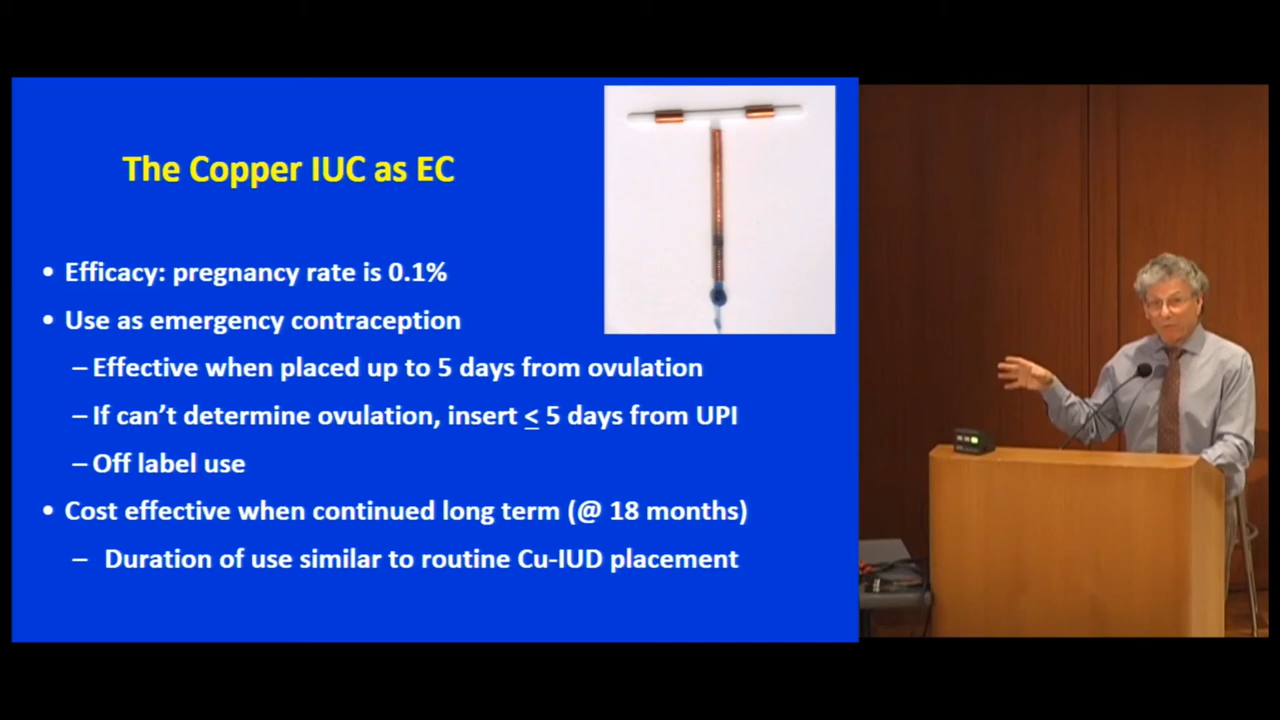 The Copper IUC as EC
• Efficacy: pregnancy rate is 0.1%
• Use as emergency contraception
– Effective when placed up to 5 days from ovulation
– If can’t determine ovulation, insert < 5 days from UPI
– Off label use
• Cost effective when continued long term (@ 18 months)
– Duration of use similar to routine Cu-IUD placement